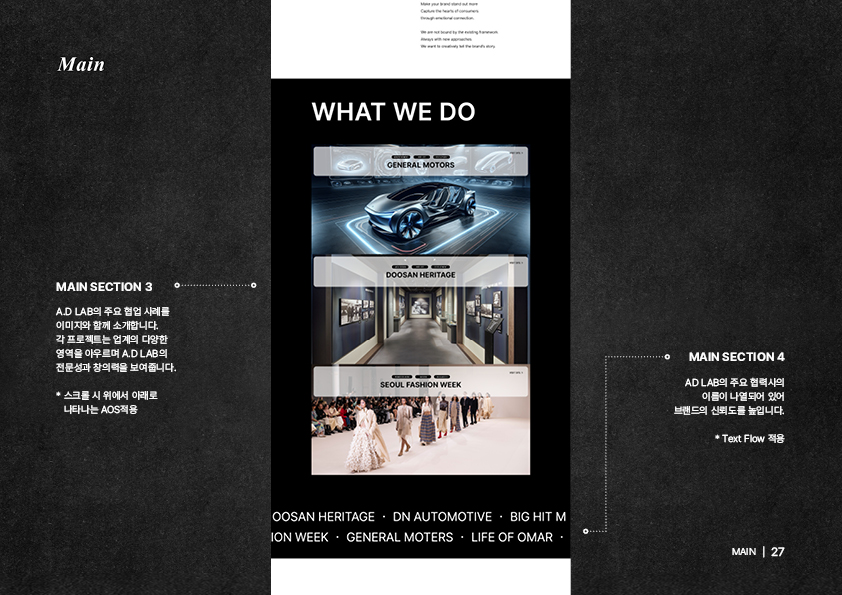 Make your brand stand out more
Capture the hearts of consumers
through emotional connection.
We are not bound by the existing framework
Always with new approaches
We want to creatively tell the brand's story.
Main
WHAT WE DO
GENERAL MOTORS
DOOSAN HERITAGE
SEOUL FASHION WEEK
MAIN SECTION 3
A.D LAB의 주요 협업 사례를
이미지와 함께 소개합니다.
각 프로젝트는 업계의 다양한
영역을 아우르며 A.D LAB의
전문성과 창의력을 보여줍니다.
* 스크롤 시 위에서 아래로
나타나는 AOS적용
MAIN SECTION 4
AD LAB의 주요 협력사의
이름이 나열되어 있어
브랜드의 신뢰도를 높입니다.
* Text Flow 적용
OOSAN HERITAGE · DN AUTOMOTIVE · BIG HIT M
ION WEEK · GENERAL MOTERS · LIFE OF OMAR ·
MAIN | 27